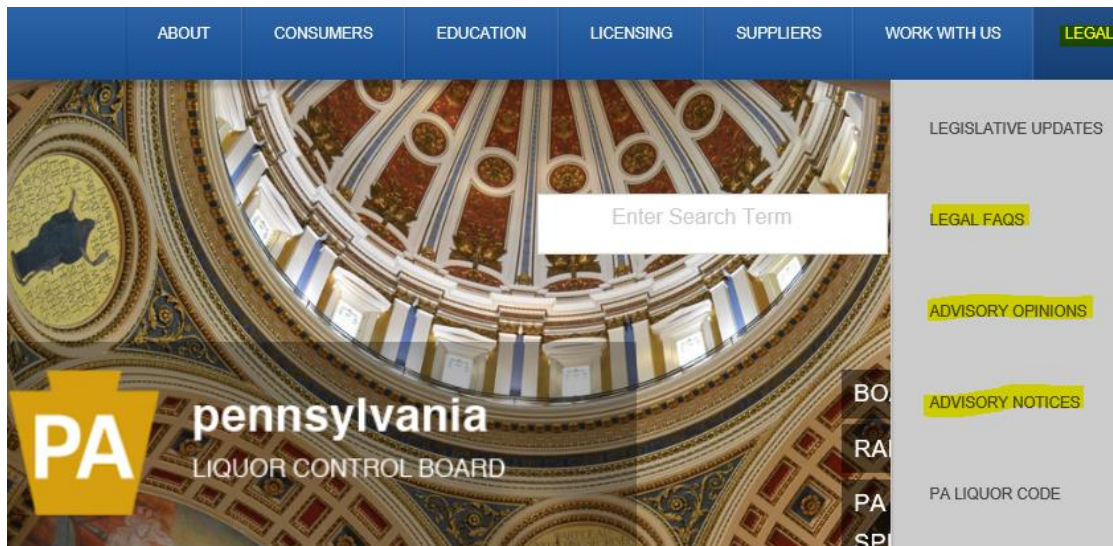 ABOUT CONSUMERS EDUCATION LICENSING SUPPLIERS WORK WITH US LEGAL
LEGISLATIVE UPDATES
Enter Search Term
LEGAL FAQS
ADVISORY OPINIONS
ADVISORY NOTICES
PA LIQUOR CODE
PA
pennsylvania
LIQUOR CONTROL BOARD
PA